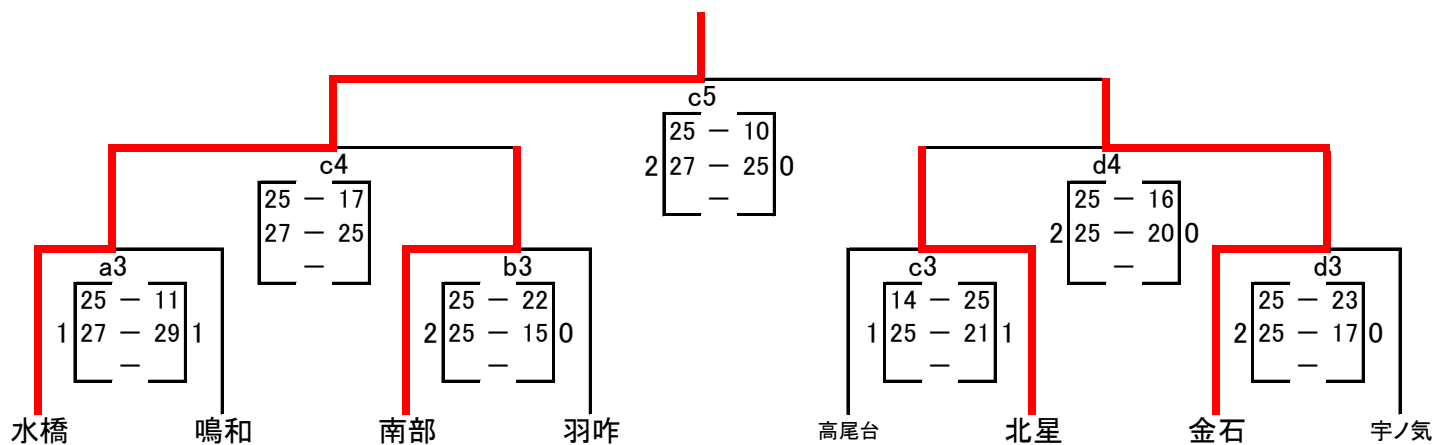 c5
25 － 10
2 27 － 25 0
－
c4
25 － 17
27 － 25
－
d4
25 － 16
2 25 － 20 0
－
a3
25 － 11
1 27 － 29 1
－
b3
25 － 22
2 25 － 15 0
－
c3
14 － 25
1 25 － 21 1
－
d3
25 － 23
2 25 － 17 0
－
水橋 鳴和 南部 羽咋 高尾台 北星 金石 宇ノ気